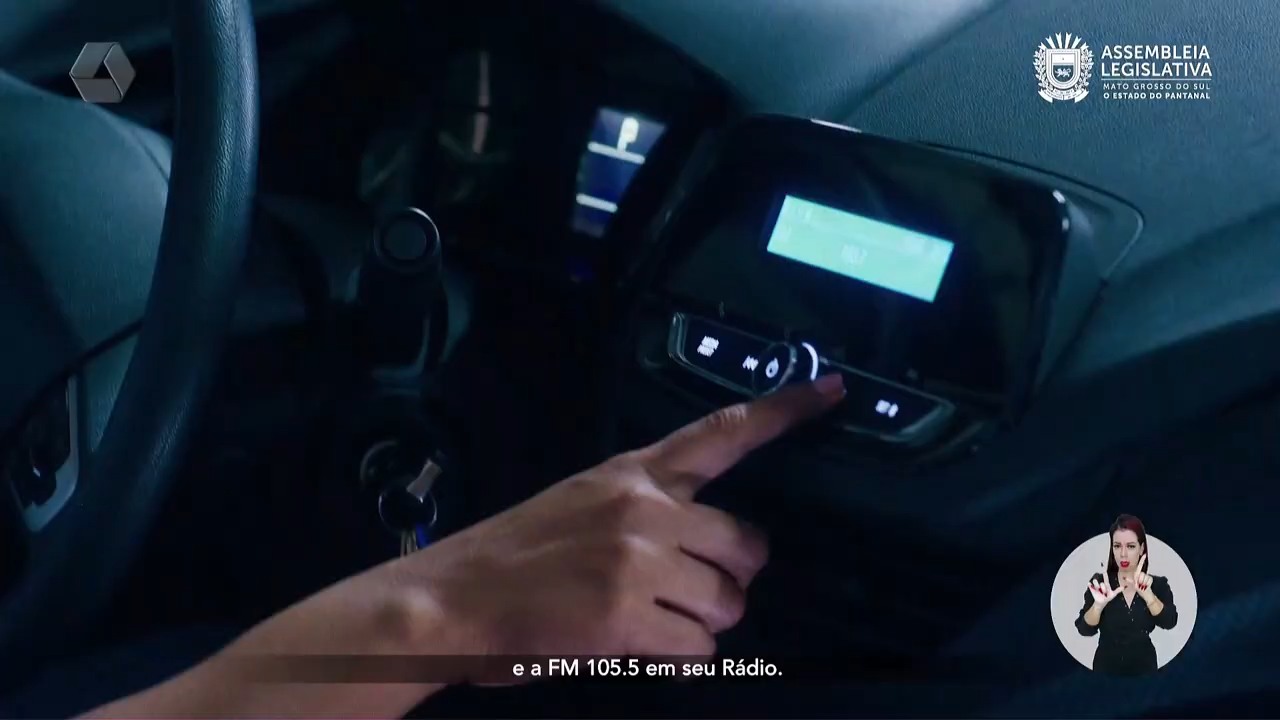 ASSEMBLEIA
LEGISLATIVA
MATO GROSSO DO SUL
O ESTADO DO PANTANAL
P
e a FM 105.5 em seu Rádio.